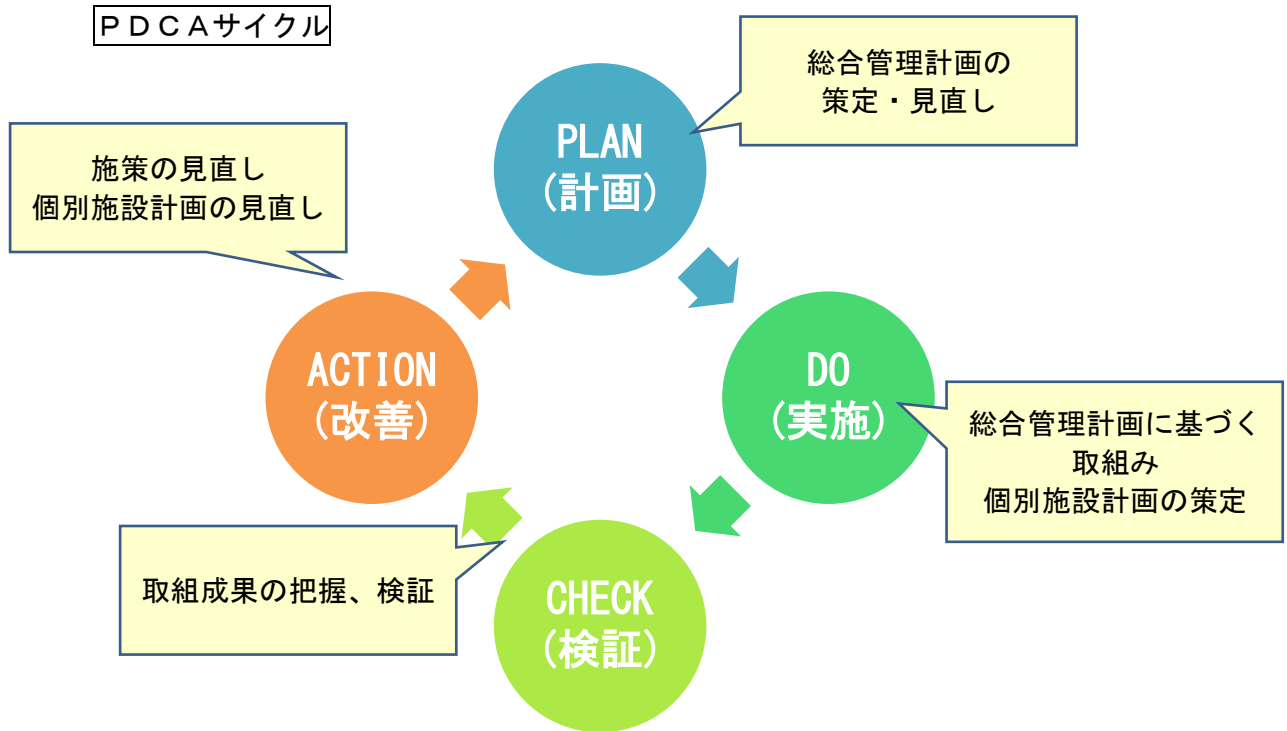 ＰＤＣＡサイクル
総合管理計画の
策定・見直し
PLAN
(計画)
施策の見直し
個別施設計画の見直し
ACTION
(改善)
DO
(実施)
総合管理計画に基づく
取組み
個別施設計画の策定
取組成果の把握、検証
CHECK
(検証)